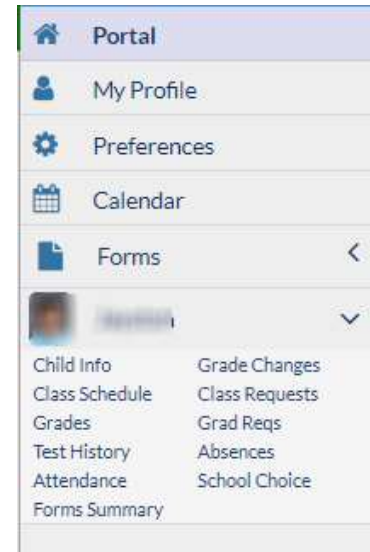 Portal
My Profile
Preferences
Calendar
Forms
Child Info Grade Changes
Class Schedule Class Requests
Grades Grad Reqs
Test History Absences
Attendance School Choice
Forms Summary